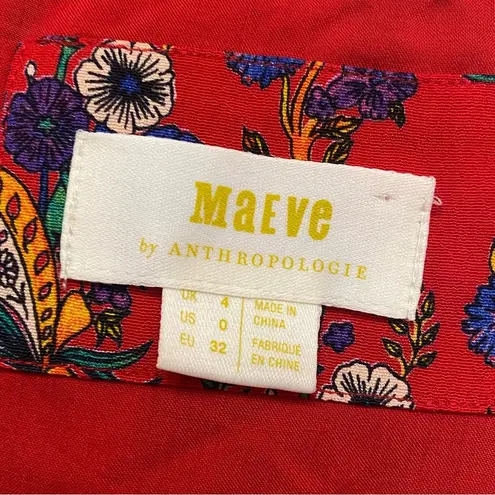 MaEve
by ANTHROPOLOGIE
UK 4 MADE IN
US 0 CHINA
EU 32 FABRIQUE
EN CHINE